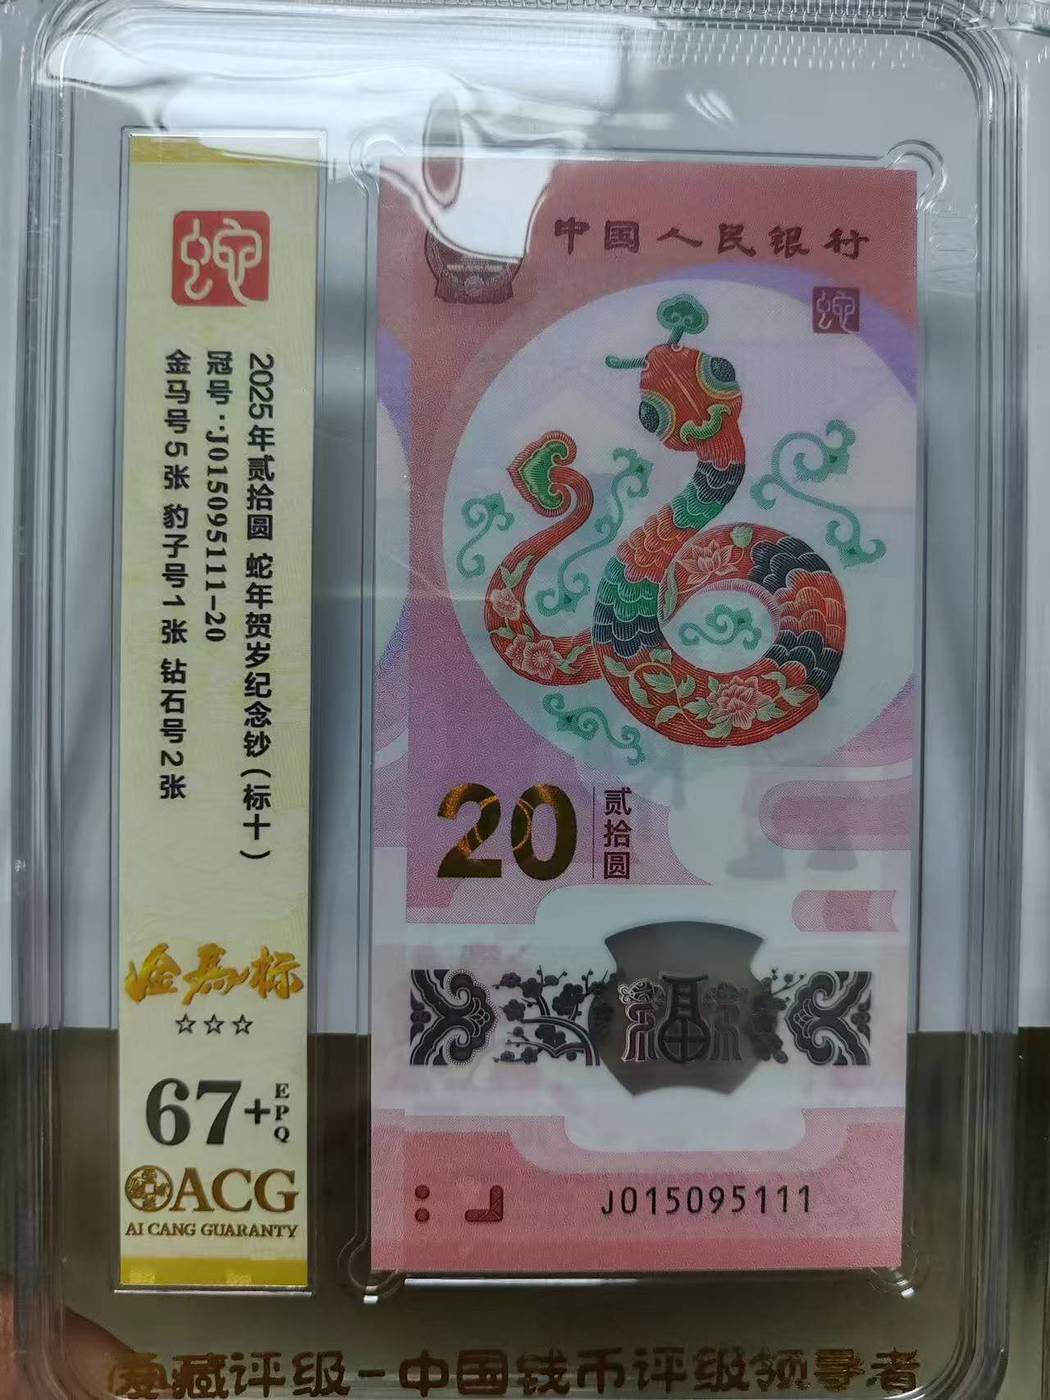 蛇
2025年贰拾圆 蛇年贺岁纪念钞(标十)
冠号:J015095111-20
金马号5张 豹子号1张 钻石号2张
金马标
☆☆☆
67+EPQ
ACG
AI CANG GUARANTY
中国人民银行
蛇
20
贰拾圆
福
J015095111
爱藏评级-中国钱币评级领导者